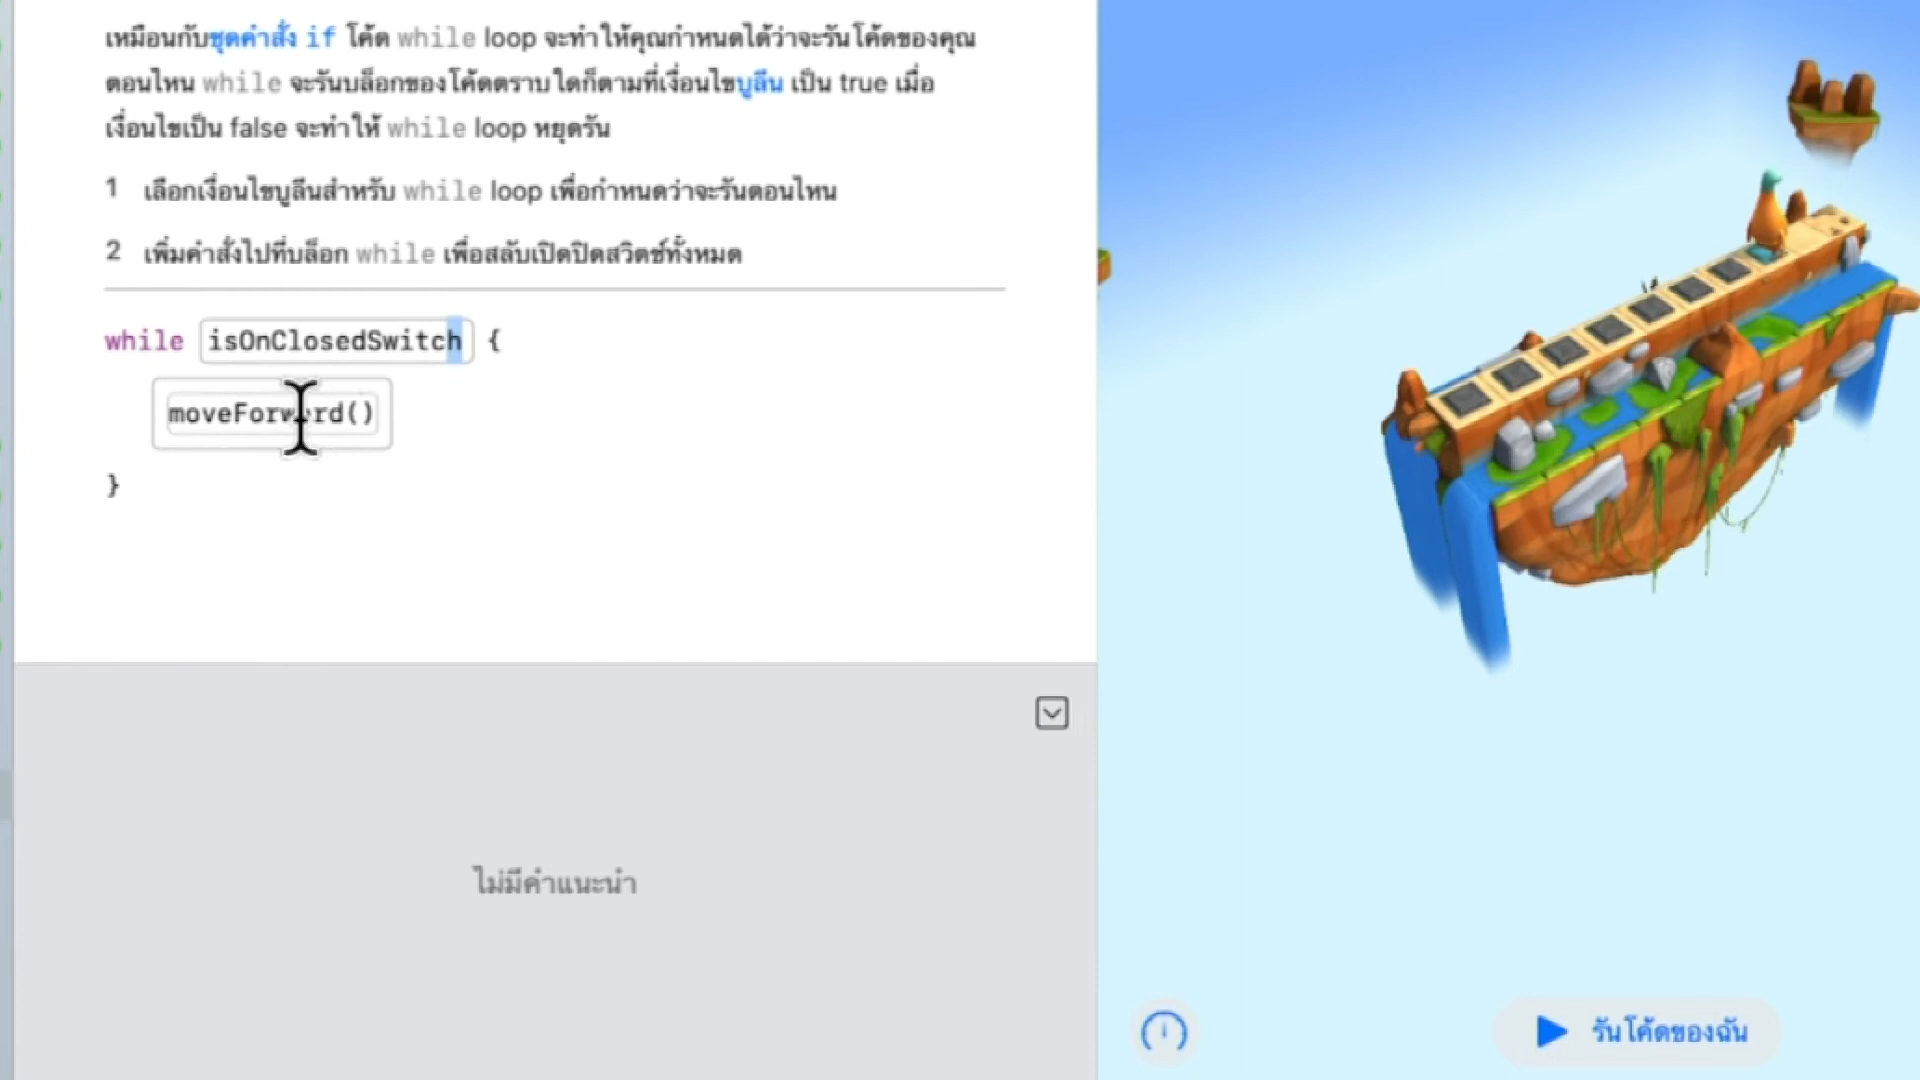 เหมือนกับชุดคำสั่ง if โค้ด while loop จะทำให้คุณกำหนดได้ว่าจะรันโค้ดของคุณ
ตอนไหน while จะรันบล็อกของโค้ดตราบใดก็ตามที่เงื่อนไขบูลีน เป็น true เมื่อ
เงื่อนไขเป็น false จะทำให้ while loop หยุดรัน
1 เลือกเงื่อนไขบูลีนสำหรับ while loop เพื่อกำหนดว่าจะรันตอนไหน
2 เพิ่มคำสั่งไปที่บล็อก while เพื่อสลับเปิดปิดสวิตช์ทั้งหมด
while isOnClosedSwitch {
moveForward()
}
ไม่มีคำแนะนำ
รันโค้ดของฉัน